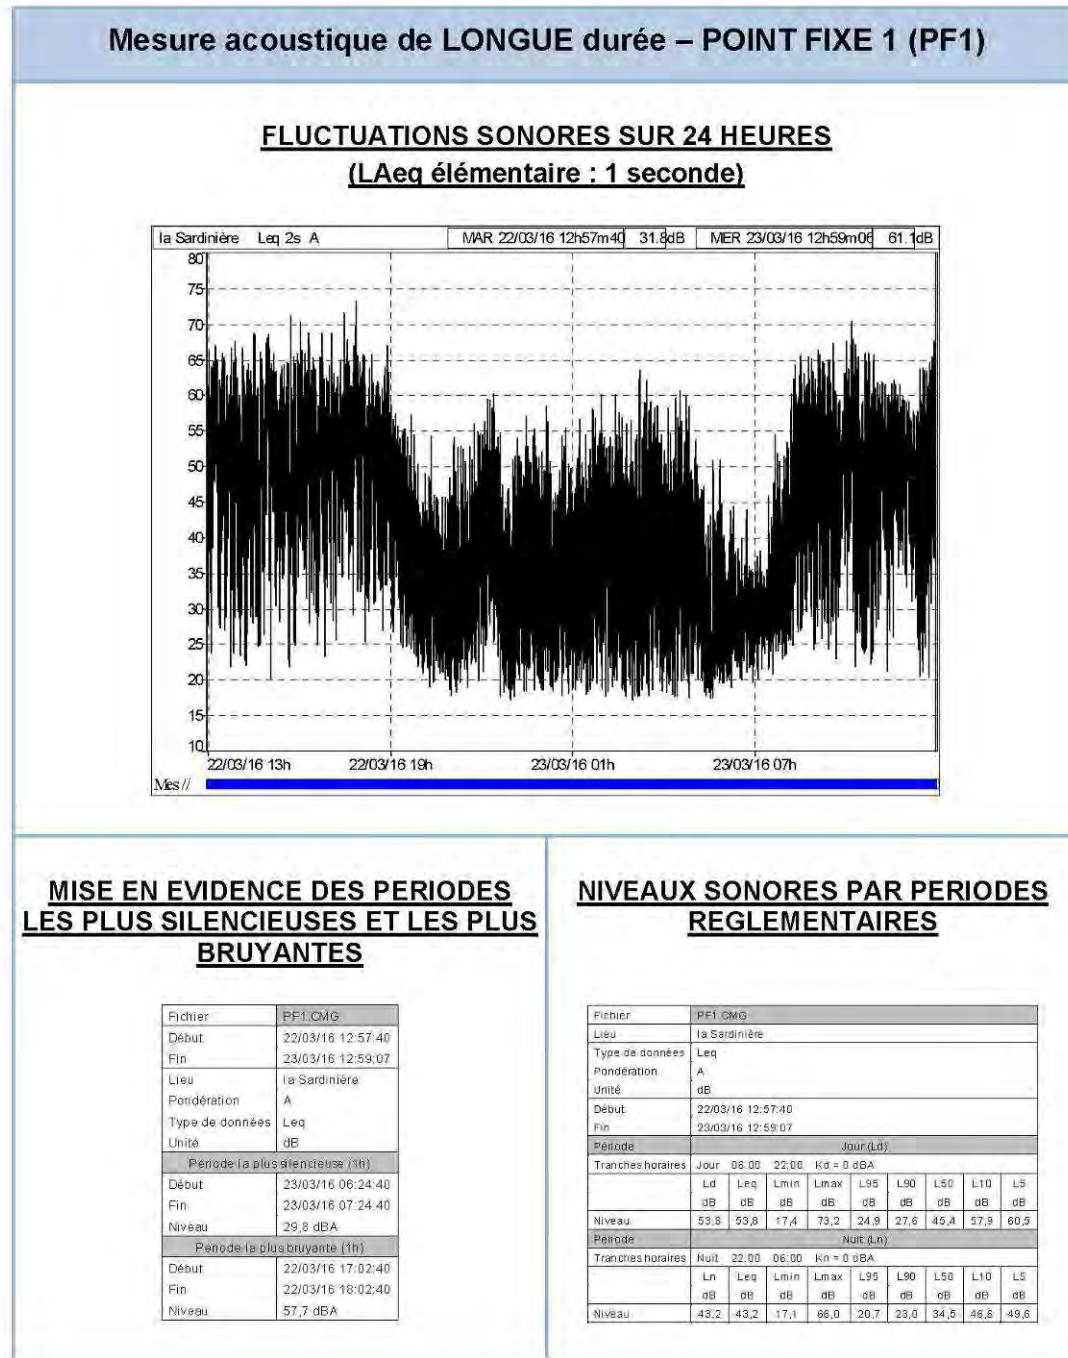 Mesure acoustique de LONGUE durée – POINT FIXE 1 (PF1)
FLUCTUATIONS SONORES SUR 24 HEURES
(LAeq élémentaire : 1 seconde)
la Sardinière Leq 2s A MAR 22/03/16 12h57m40 31.8dB MER 23/03/16 12h59m06 61.1dB
80
75
70
65
60
55
50
45
40
35
30
25
20
15
10
22/03/16 13h 22/03/16 19h 23/03/16 01h 23/03/16 07h
Mes //
MISE EN EVIDENCE DES PERIODES
LES PLUS SILENCIEUSES ET LES PLUS
BRUYANTES
Fichier PF1.CMG
Début 22/03/16 12:57:40
Fin 23/03/16 12:59:07
Lieu la Sardinière
Pondération A
Type de données Leq
Unité dB
Période la plus silencieuse (1h)
Début 23/03/16 06:24:40
Fin 23/03/16 07:24:40
Niveau 29,8 dBA
Période la plus bruyante (1h)
Début 22/03/16 17:02:40
Fin 22/03/16 18:02:40
Niveau 57,7 dBA
NIVEAUX SONORES PAR PERIODES
REGLEMENTAIRES
Fichier PF1.CMG
Lieu la Sardinière
Type de données Leq
Pondération A
Unité dB
Début 22/03/16 12:57:40
Fin 23/03/16 12:59:07
Période Jour (Ld)
Tranches horaires Jour 06:00 22:00 Kd = 0 dBA
Ld Leq Lmin Lmax L95 L90 L50 L10 L5
dB dB dB dB dB dB dB dB dB
Niveau 53,8 53,8 17,4 73,2 24,9 27,6 45,4 57,9 60,5
Période Nuit (Ln)
Tranches horaires Nuit 22:00 06:00 Kn = 0 dBA
Ln Leq Lmin Lmax L95 L90 L50 L10 L5
dB dB dB dB dB dB dB dB dB
Niveau 43,2 43,2 17,1 66,0 20,7 23,0 34,5 46,6 49,6